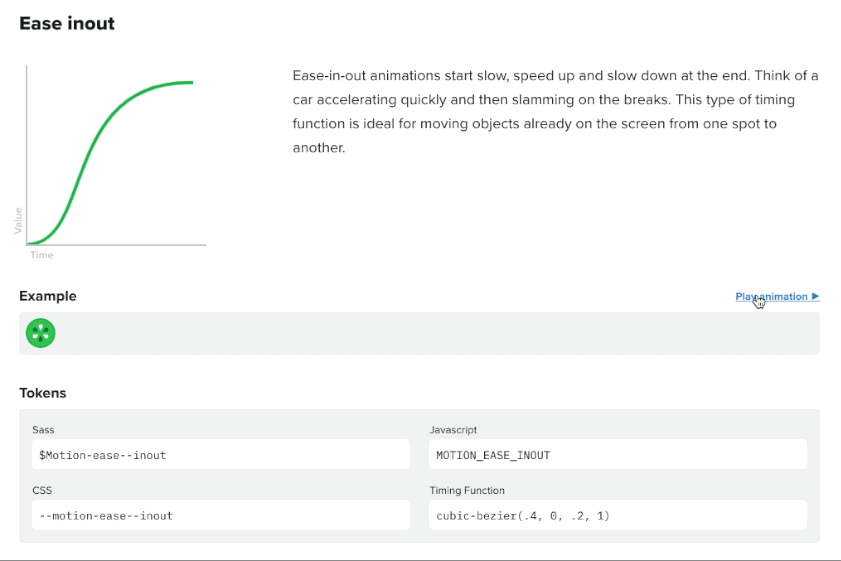 Ease inout
Ease-in-out animations start slow, speed up and slow down at the end. Think of a
car accelerating quickly and then slamming on the breaks. This type of timing
function is ideal for moving objects already on the screen from one spot to
another.
Value
Time
Example
Play animation ▶
Tokens
Sass
Javascript
$Motion-ease--inout
MOTION_EASE_INOUT
CSS
Timing Function
--motion-ease--inout
cubic-bezier(.4, 0, .2, 1)